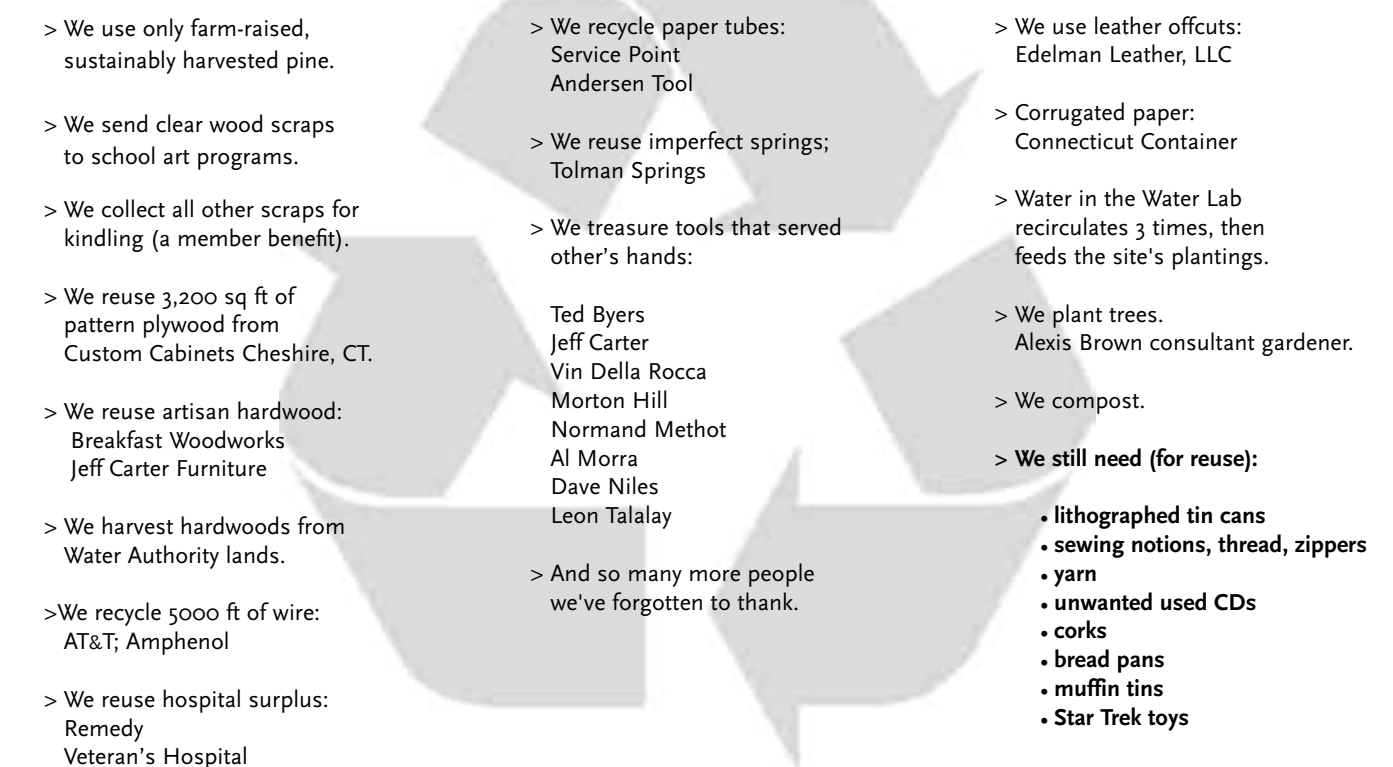 > We use only farm-raised,
sustainably harvested pine.
> We send clear wood scraps
to school art programs.
> We collect all other scraps for
kindling (a member benefit).
> We reuse 3,200 sq ft of
pattern plywood from
Custom Cabinets Cheshire, CT.
> We reuse artisan hardwood:
Breakfast Woodworks
Jeff Carter Furniture
> We harvest hardwoods from
Water Authority lands.
>We recycle 5000 ft of wire:
AT&T; Amphenol
> We reuse hospital surplus:
Remedy
Veteran’s Hospital
> We recycle paper tubes:
Service Point
Andersen Tool
> We reuse imperfect springs;
Tolman Springs
> We treasure tools that served
other’s hands:
Ted Byers
Jeff Carter
Vin Della Rocca
Morton Hill
Normand Methot
Al Morra
Dave Niles
Leon Talalay
> And so many more people
we've forgotten to thank.
> We use leather offcuts:
Edelman Leather, LLC
> Corrugated paper:
Connecticut Container
> Water in the Water Lab
recirculates 3 times, then
feeds the site's plantings.
> We plant trees.
Alexis Brown consultant gardener.
> We compost.
> We still need (for reuse):
• lithographed tin cans
• sewing notions, thread, zippers
• yarn
• unwanted used CDs
• corks
• bread pans
• muffin tins
• Star Trek toys